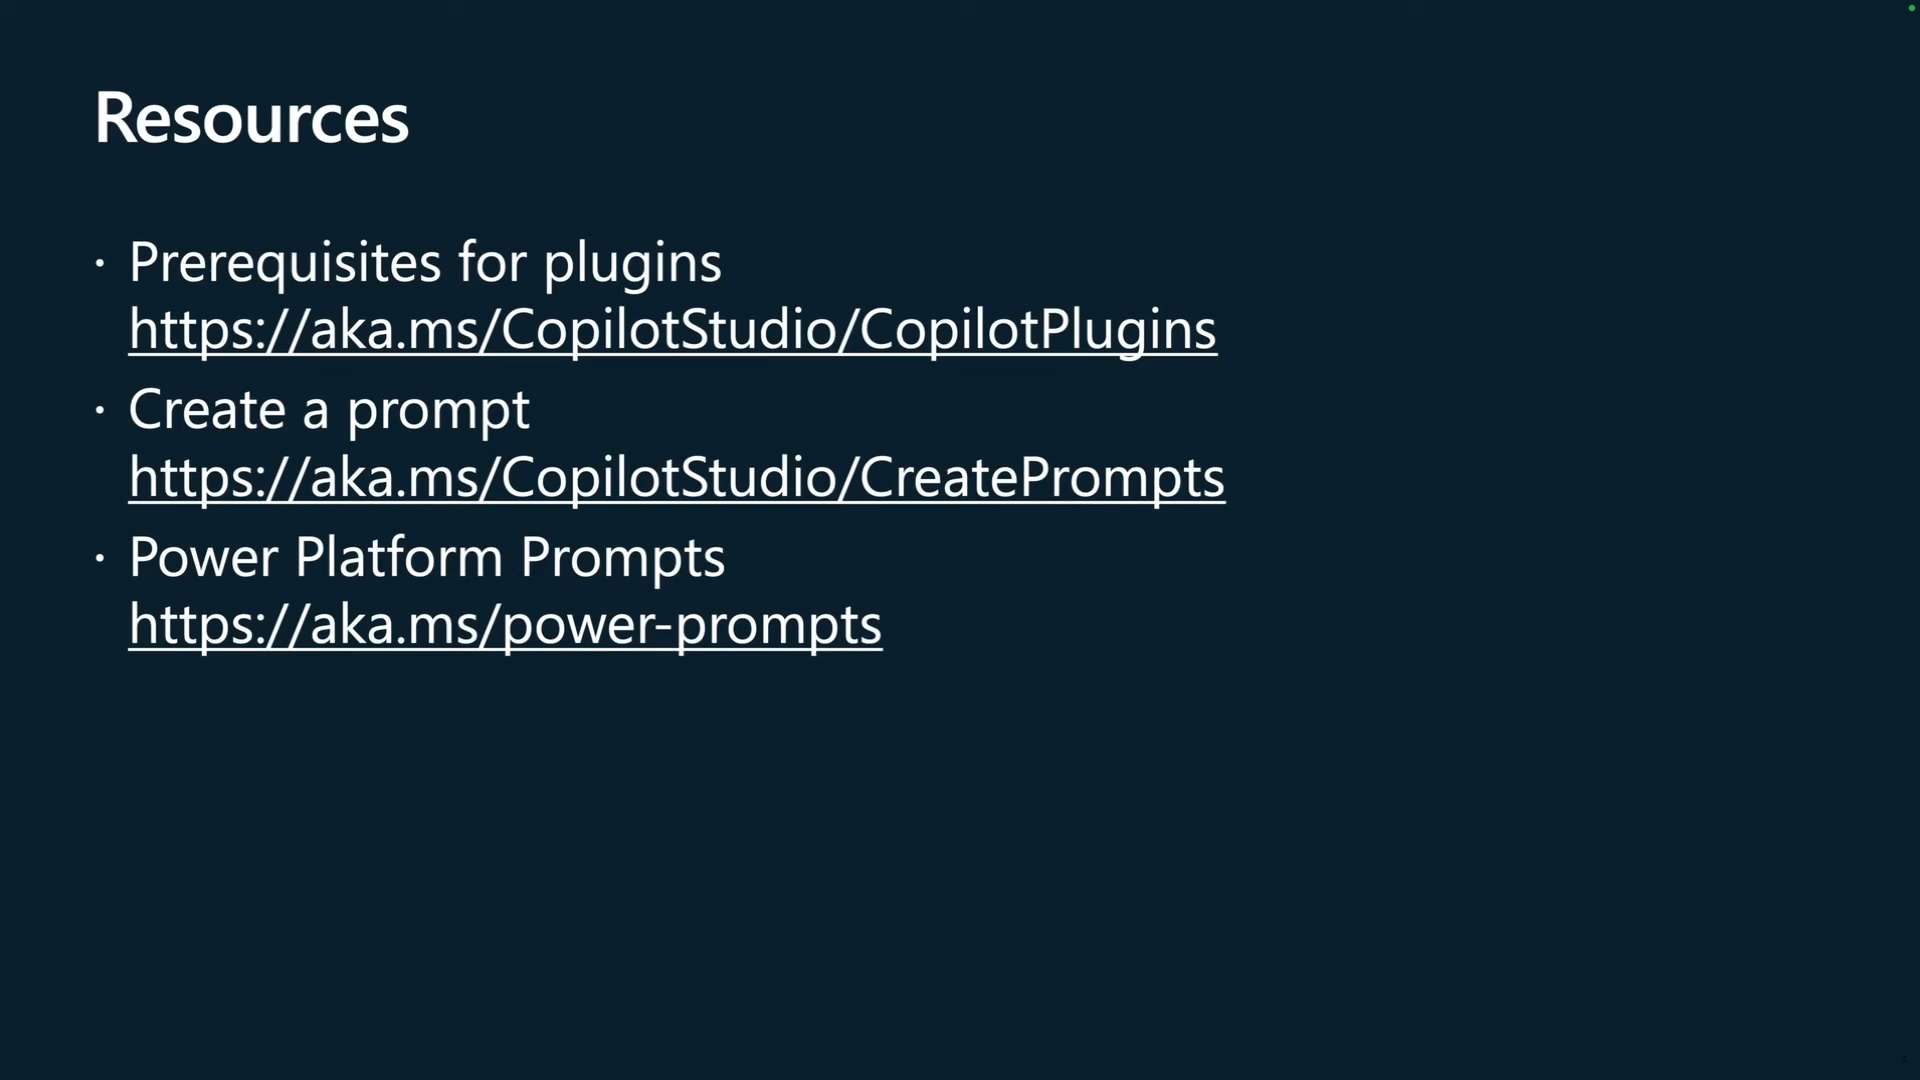 Resources
· Prerequisites for plugins
https://aka.ms/CopilotStudio/CopilotPlugins
· Create a prompt
https://aka.ms/CopilotStudio/CreatePrompts
· Power Platform Prompts
https://aka.ms/power-prompts